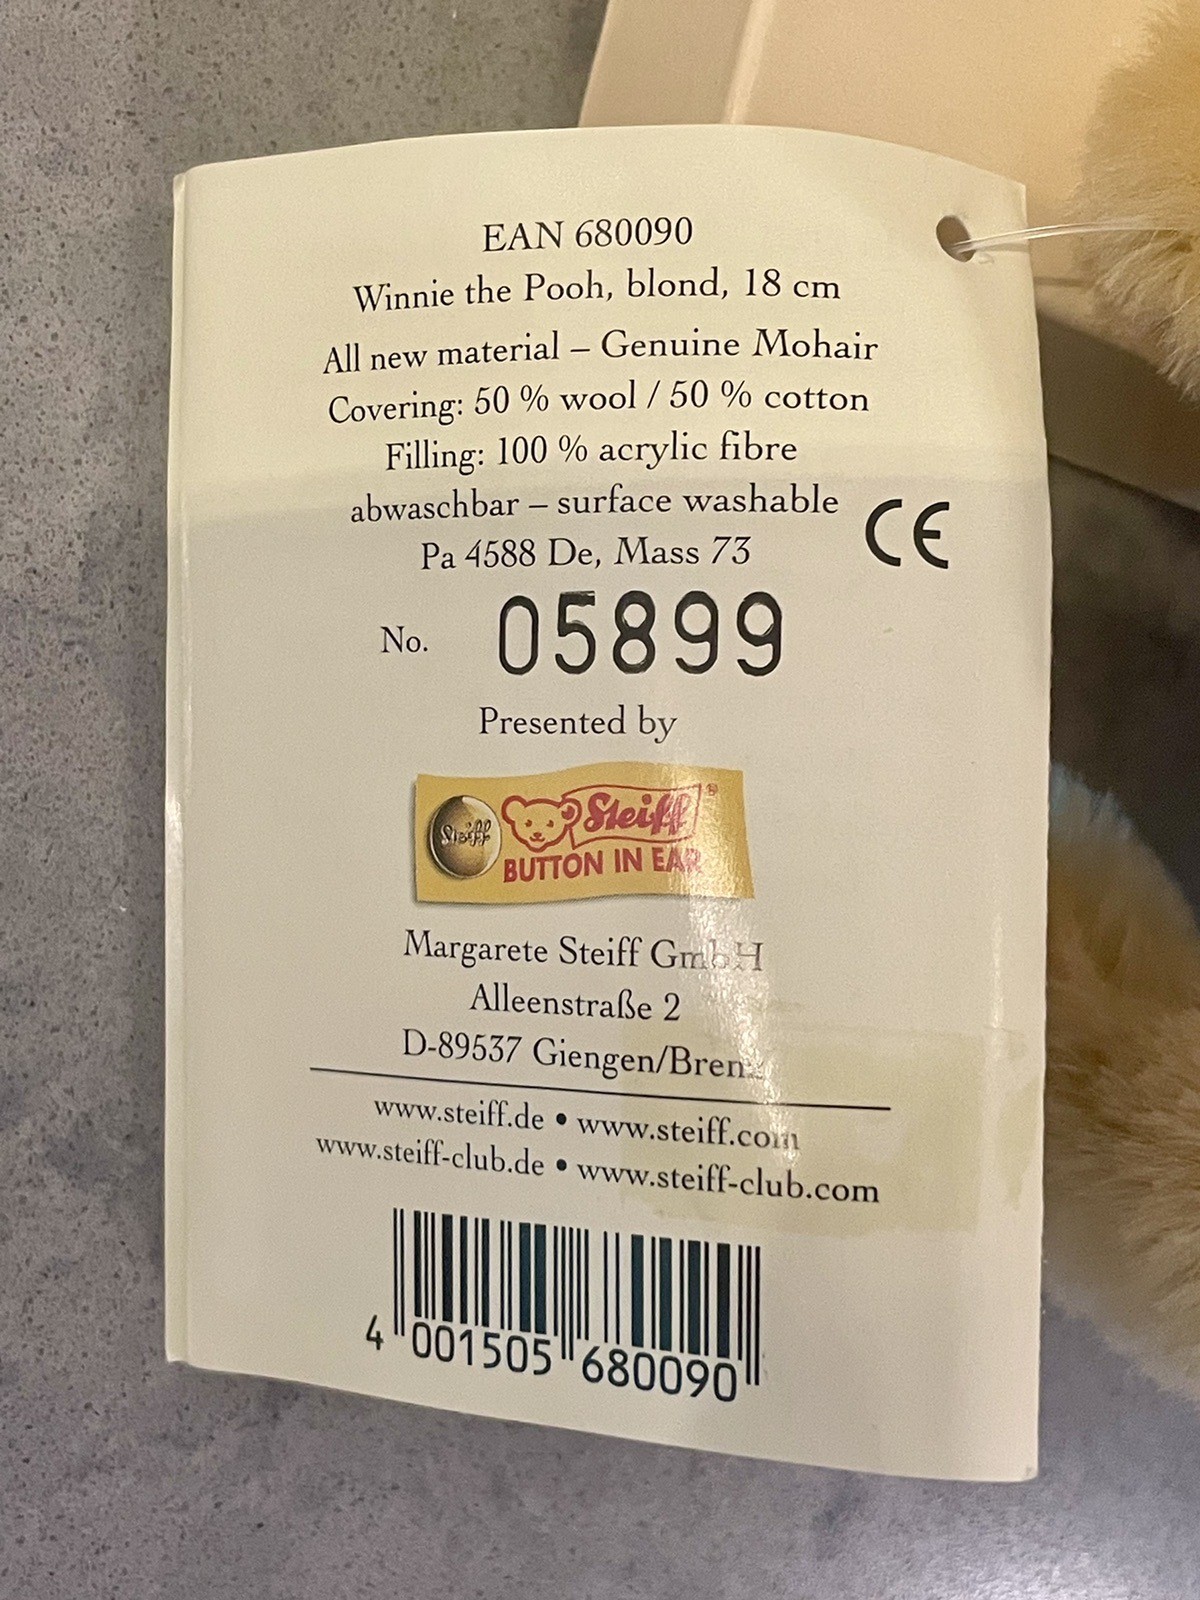 EAN 680090
Winnie the Pooh, blond, 18 cm
All new material – Genuine Mohair
Covering: 50 % wool / 50 % cotton
Filling: 100 % acrylic fibre
abwaschbar – surface washable
CE
Pa 4588 De, Mass 73
No. 05899
Presented by
Steiff
Steiff®
BUTTON IN EAR
Margarete Steiff GmbH
Alleenstraße 2
D-89537 Giengen/Brenz
www.steiff.de • www.steiff.com
www.steiff-club.de • www.steiff-club.com
4 001505 680090